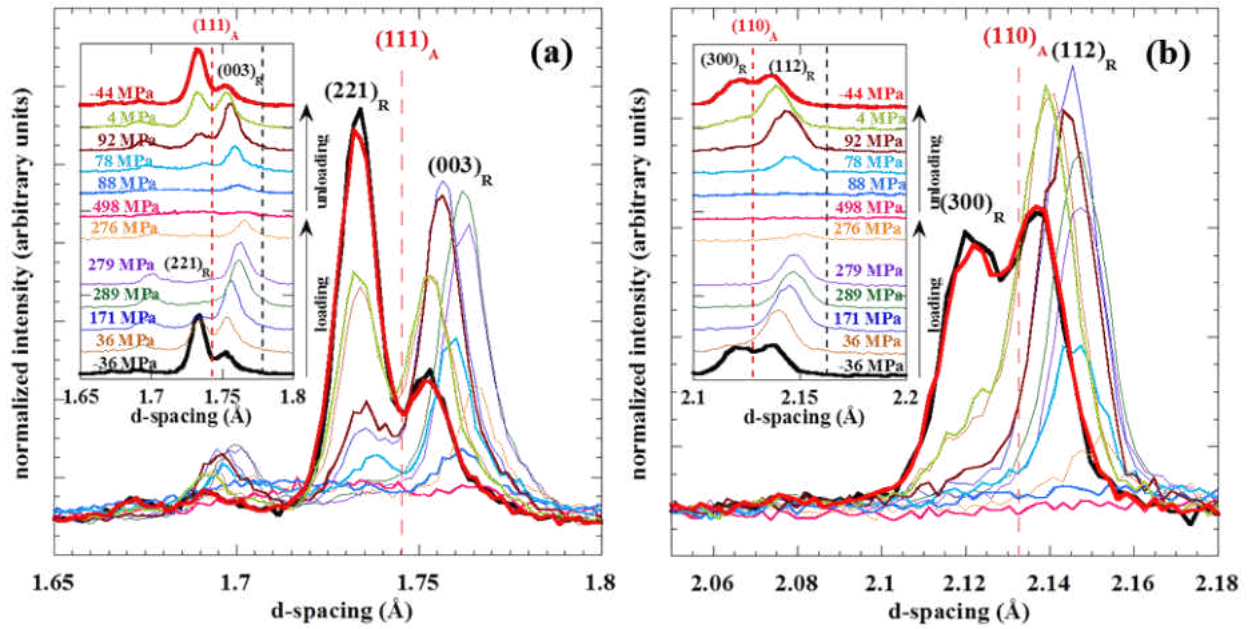 (a)
normalized intensity (arbitrary units)
(111)A
(003)R
-44 MPa
4 MPa
92 MPa
78 MPa
88 MPa
498 MPa
276 MPa
279 MPa
289 MPa
171 MPa
36 MPa
-36 MPa
(221)R
unloading
loading
1.65 1.7 1.75 1.8
d-spacing (Å)
(111)A
(221)R
(003)R
1.65 1.7 1.75 1.8
d-spacing (Å)
(b)
normalized intensity (arbitrary units)
(110)A
(300)R (112)R
-44 MPa
4 MPa
92 MPa
78 MPa
88 MPa
498 MPa
276 MPa
279 MPa
289 MPa
171 MPa
36 MPa
-36 MPa
unloading
loading
2.1 2.15 2.2
d-spacing (Å)
(110)A
(112)R
(300)R
2.06 2.08 2.1 2.12 2.14 2.16 2.18
d-spacing (Å)